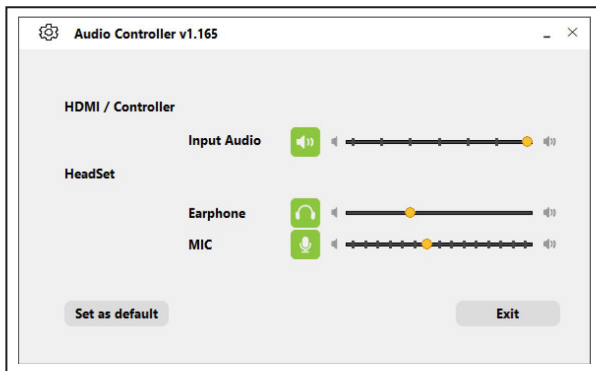 Audio Controller v1.165
HDMI / Controller
Input Audio
HeadSet
Earphone
MIC
Set as default Exit